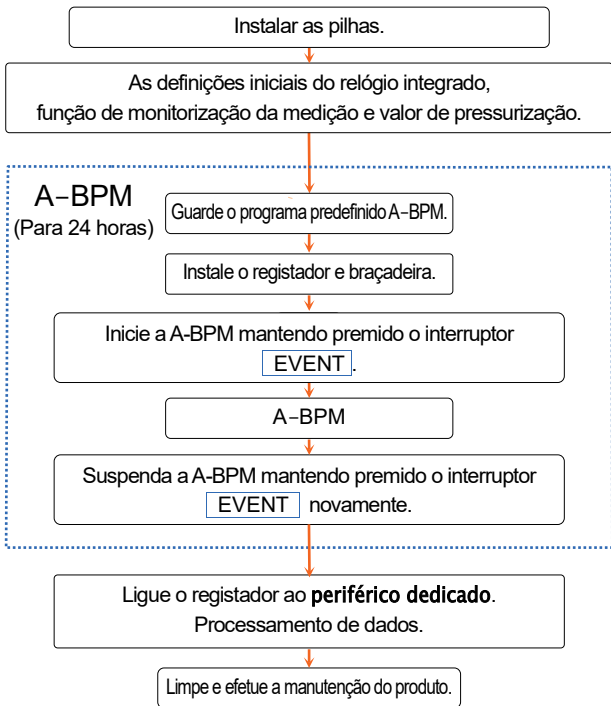 Instalar as pilhas.
As definições iniciais do relógio integrado,
função de monitorização da medição e valor de pressurização.
A-BPM
(Para 24 horas)
Guarde o programa predefinido A-BPM.
Instale o registador e braçadeira.
Inicie a A-BPM mantendo premido o interruptor
EVENT.
A-BPM
Suspenda a A-BPM mantendo premido o interruptor
EVENT novamente.
Ligue o registador ao periférico dedicado.
Processamento de dados.
Limpe e efetue a manutenção do produto.